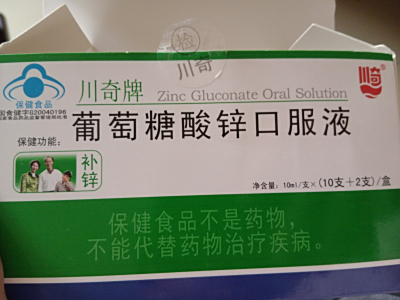 检
川奇
川奇
保健食品
国食健字G20040196
川奇牌
Zinc Gluconate Oral Solution
葡萄糖酸锌口服液
保健功能：
补
锌
净含量：10ml/支×(10支＋2支)/盒
保健食品不是药物，
不能代替药物治疗疾病。